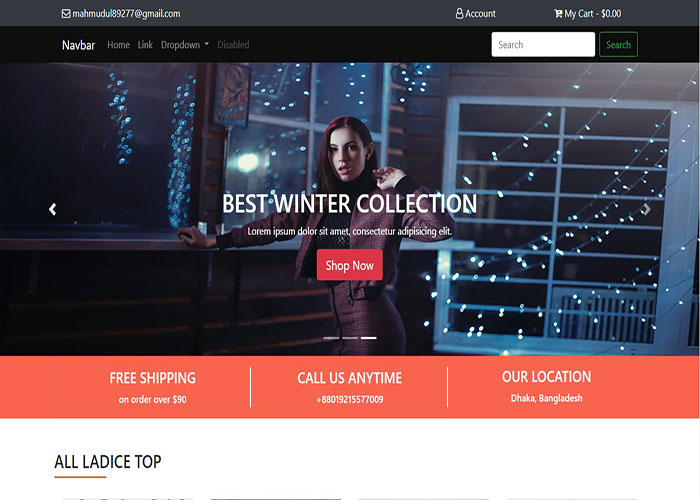 mahmudul89277@gmail.com Account My Cart - $0.00
Navbar Home Link Dropdown Disabled Search Search
BEST WINTER COLLECTION
Lorem ipsum dolor sit amet, consectetur adipisicing elit.
Shop Now
FREE SHIPPING CALL US ANYTIME OUR LOCATION
on order over $90 +88019215577009 Dhaka, Bangladesh
ALL LADICE TOP